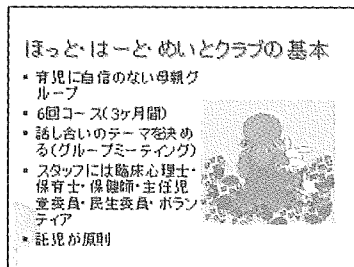 ほっと・はーと・めいとクラブの基本
▪ 育児に自信のない母親グ
ループ
▪ 6回コース(3ヶ月間)
▪ 話し合いのテーマを決め
る(グループミーティング)
▪ スタッフには臨床心理士・
保育士・保健師・主任児
童委員・民生委員・ボラン
ティア
▪ 託児が原則